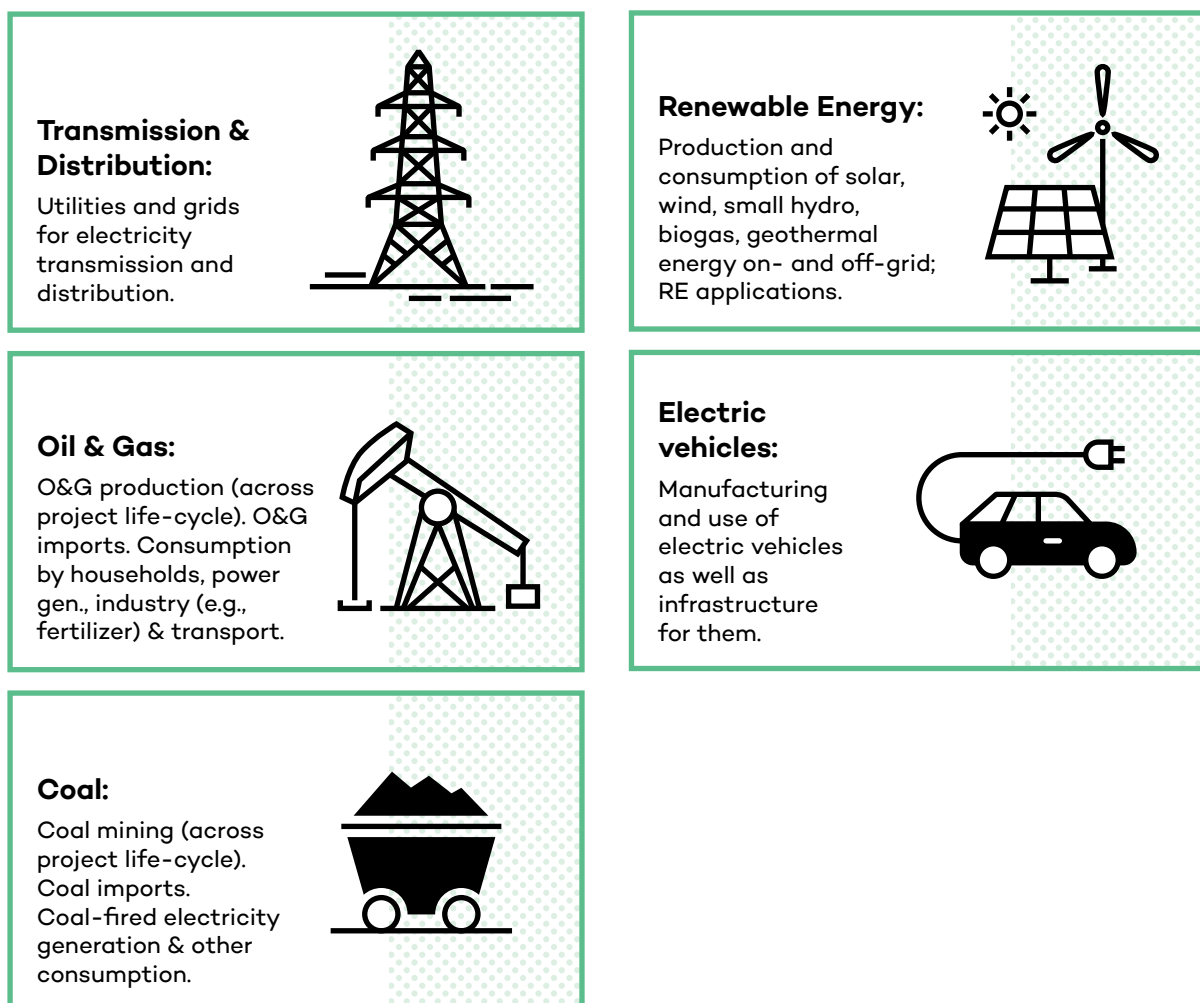 Transmission &
Distribution:
Utilities and grids
for electricity
transmission and
distribution.
Renewable Energy:
Production and
consumption of solar,
wind, small hydro,
biogas, geothermal
energy on- and off-grid;
RE applications.
Oil & Gas:
O&G production (across
project life-cycle). O&G
imports. Consumption
by households, power
gen., industry (e.g.,
fertilizer) & transport.
Electric
vehicles:
Manufacturing
and use of
electric vehicles
as well as
infrastructure
for them.
Coal:
Coal mining (across
project life-cycle).
Coal imports.
Coal-fired electricity
generation & other
consumption.